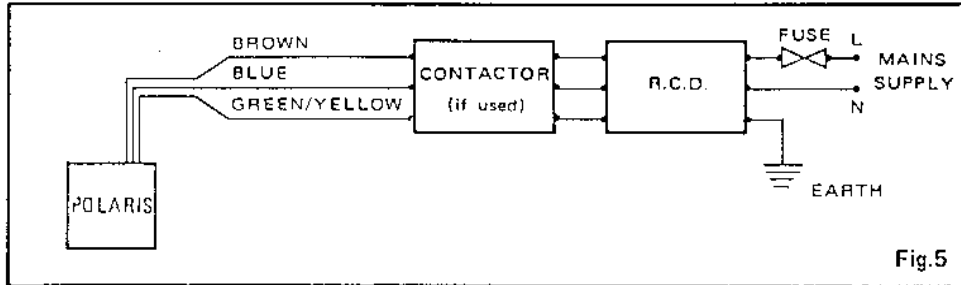 BROWN
BLUE
GREEN/YELLOW
POLARIS
CONTACTOR
(if used)
R.C.D.
FUSE
L
MAINS
SUPPLY
N
EARTH
Fig.5